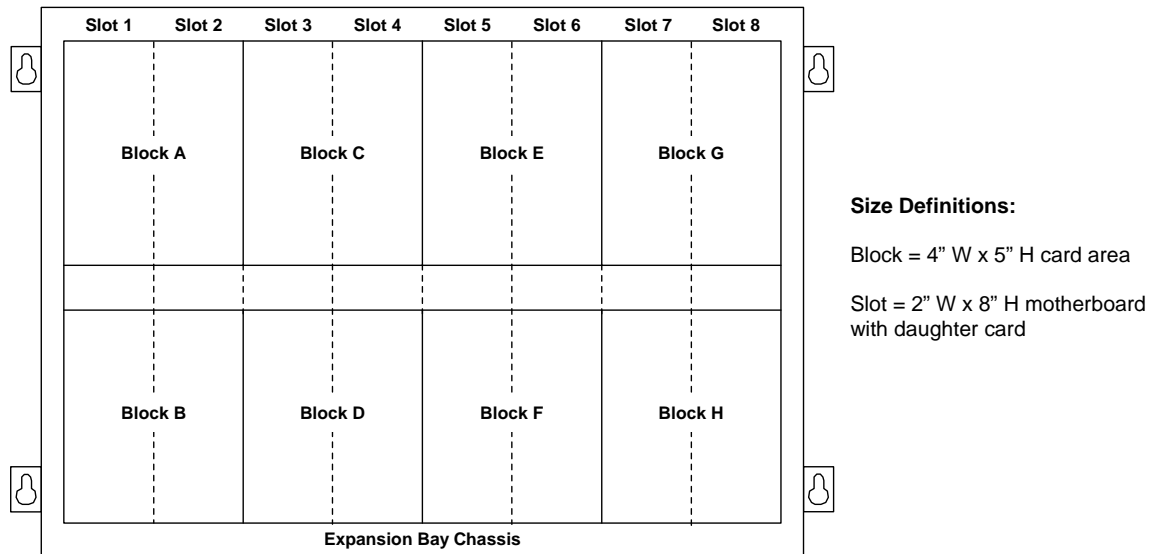 Slot 1 Slot 2 Slot 3 Slot 4 Slot 5 Slot 6 Slot 7 Slot 8
Block A Block C Block E Block G
Block B Block D Block F Block H
Expansion Bay Chassis
Size Definitions:
Block = 4” W x 5” H card area
Slot = 2” W x 8” H motherboard
with daughter card